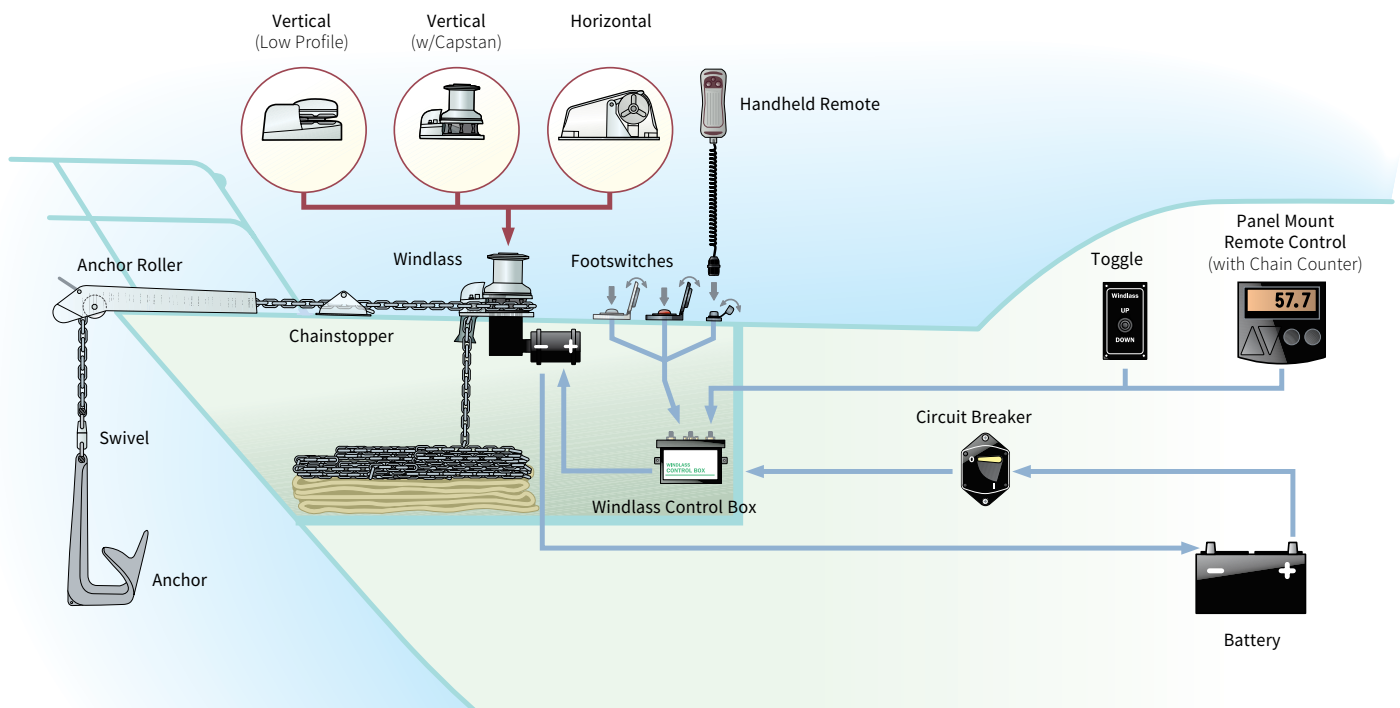 Vertical
(Low Profile)
Vertical
(w/Capstan)
Horizontal
Handheld Remote
Panel Mount
Remote Control
(with Chain Counter)
Anchor Roller
Windlass
Footswitches
Toggle
57.7
Windlass
UP
DOWN
Chainstopper
- +
Circuit Breaker
Swivel
O
I
WINDLASS
CONTROL BOX
Windlass Control Box
Anchor
- +
Battery